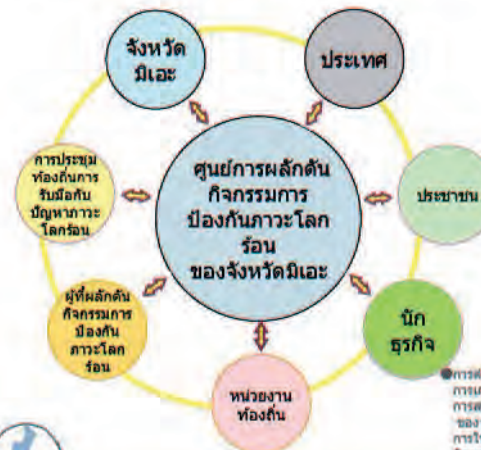 จังหวัด
มิเอะ
ประเทศ
การประชุม
ท้องถิ่นการ
รับมือกับ
ปัญหาภาวะ
โลกร้อน
ศูนย์การผลักดัน
กิจกรรมการ
ป้องกันภาวะโลก
ร้อน
ของจังหวัดมิเอะ
ประชาชน
ผู้ที่ผลักดัน
กิจกรรมการ
ป้องกัน
ภาวะโลก
ร้อน
นัก
ธุรกิจ
หน่วยงาน
ท้องถิ่น